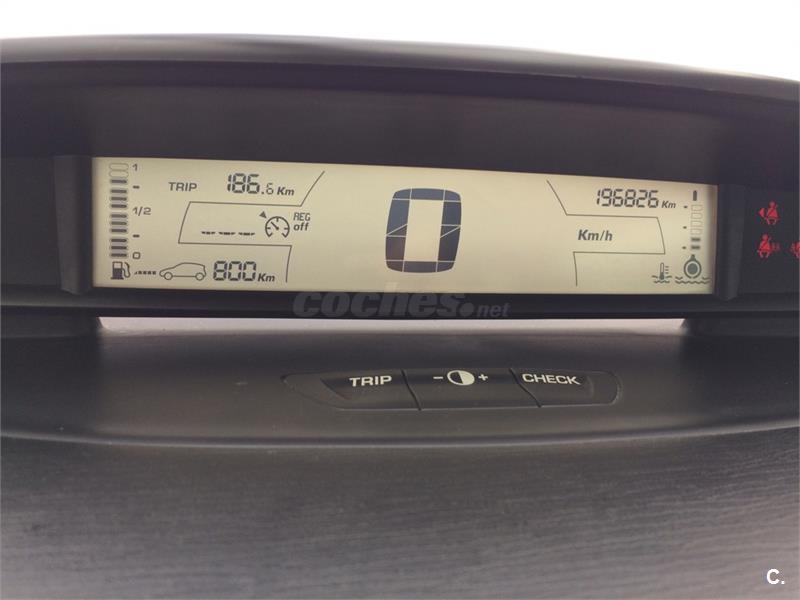 1
TRIP 186.6 Km
196826 Km
1/2
REG
off
--- 
0
Km/h
0
800 Km
coches.net
TRIP - + CHECK
C.